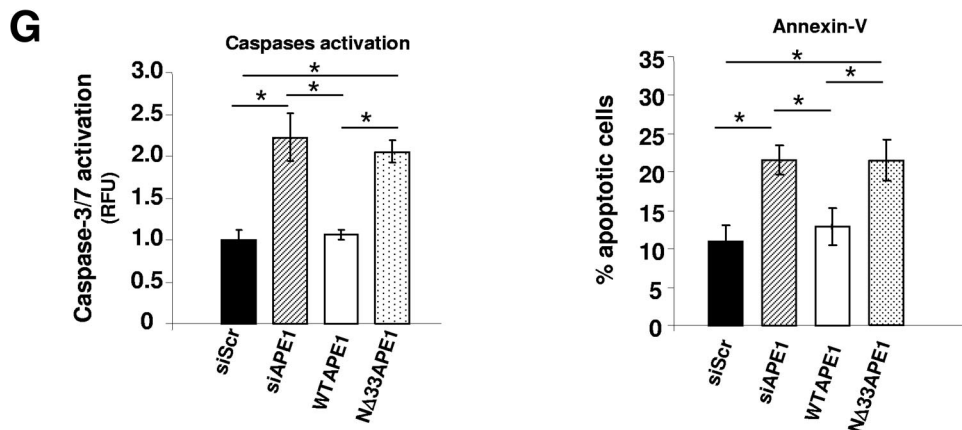 G
Caspases activation
Caspase-3/7 activation
(RFU)
3.0
2.5
2.0
1.5
1.0
0.5
0
*
*
*
*
siScr
siAPE1
WTAPE1
NΔ33APE1
Annexin-V
% apoptotic cells
35
30
25
20
15
10
5
0
*
*
*
*
siScr
siAPE1
WTAPE1
NΔ33APE1